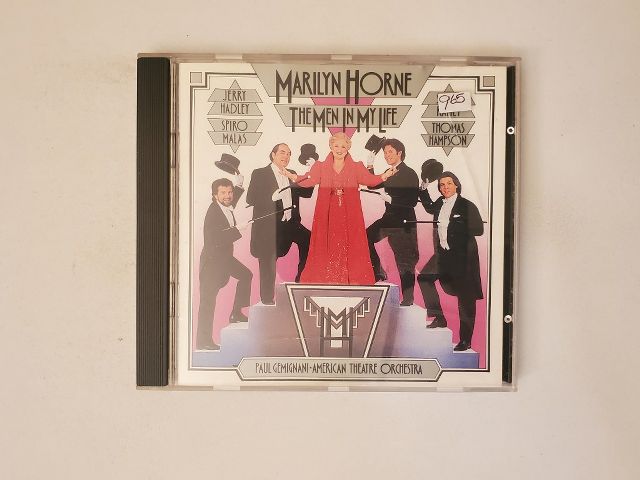 MARILYN HORNE
THE MEN IN MY LIFE
JERRY
HADLEY
SPIRO
MALAS
965
RAMEY
THOMAS
HAMPSON
MH
PAUL GEMIGNANI-AMERICAN THEATRE ORCHESTRA